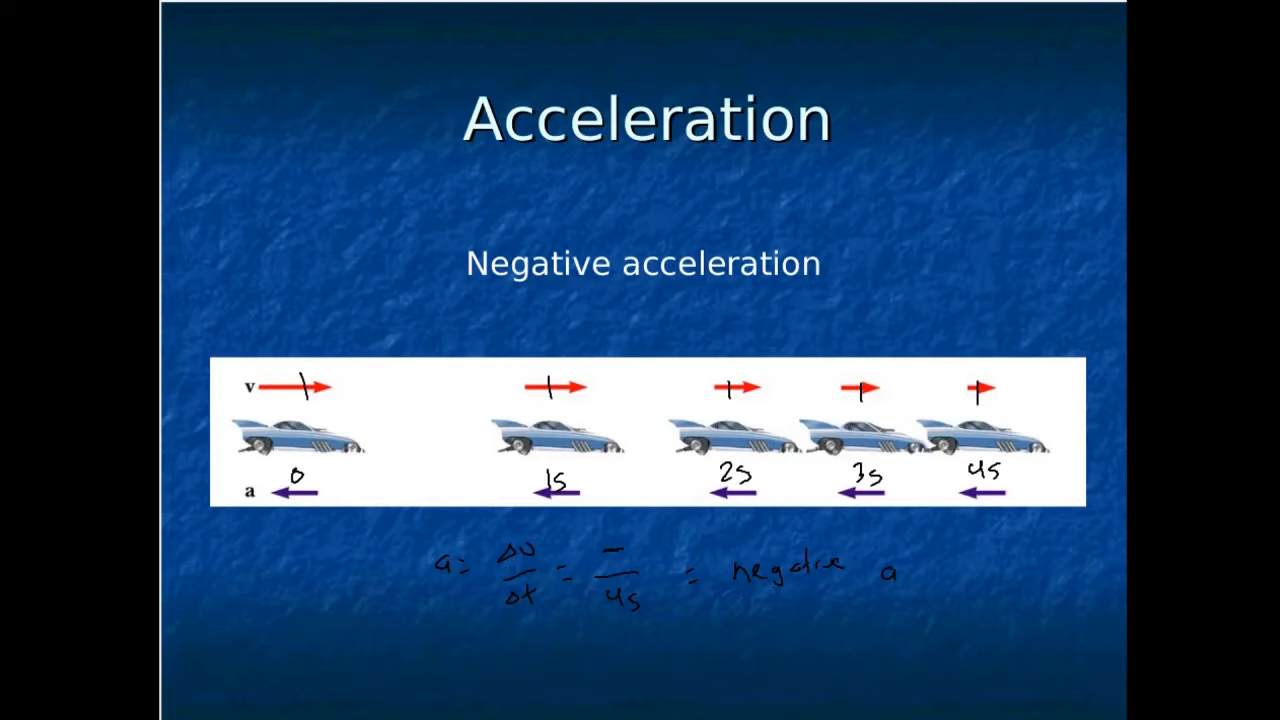 Acceleration
Negative acceleration
v
0 1s 2s 3s 4s
a
a = Δv/Δt = -/4s = negative a